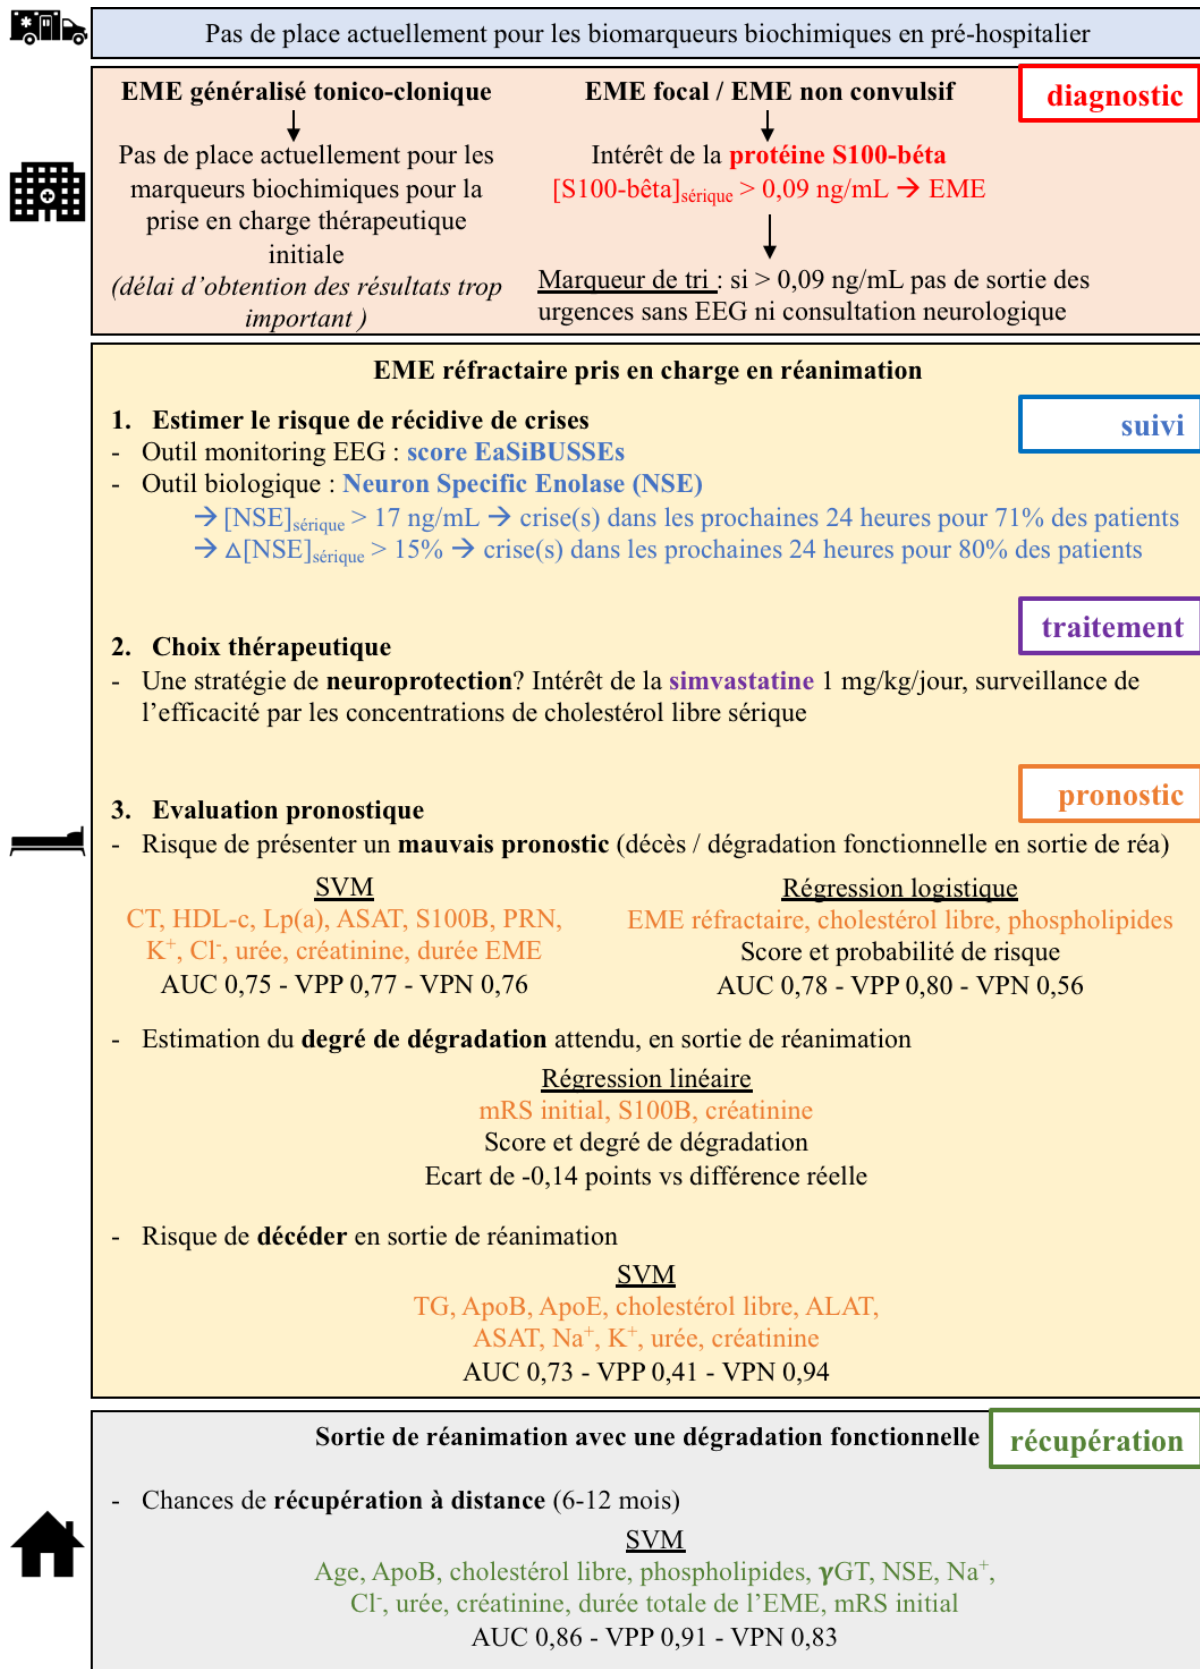 Pas de place actuellement pour les biomarqueurs biochimiques en pré-hospitalier
diagnostic
EME généralisé tonico-clonique
Pas de place actuellement pour les
marqueurs biochimiques pour la
prise en charge thérapeutique
initiale
(délai d’obtention des résultats trop
important )
EME focal / EME non convulsif
Intérêt de la protéine S100-béta
[S100-bêta]sérique > 0,09 ng/mL → EME
Marqueur de tri : si > 0,09 ng/mL pas de sortie des
urgences sans EEG ni consultation neurologique
EME réfractaire pris en charge en réanimation
suivi
1. Estimer le risque de récidive de crises
- Outil monitoring EEG : score EaSiBUSSEs
- Outil biologique : Neuron Specific Enolase (NSE)
→ [NSE]sérique > 17 ng/mL → crise(s) dans les prochaines 24 heures pour 71% des patients
→ Δ[NSE]sérique > 15% → crise(s) dans les prochaines 24 heures pour 80% des patients
traitement
2. Choix thérapeutique
- Une stratégie de neuroprotection? Intérêt de la simvastatine 1 mg/kg/jour, surveillance de
l’efficacité par les concentrations de cholestérol libre sérique
pronostic
3. Evaluation pronostique
- Risque de présenter un mauvais pronostic (décès / dégradation fonctionnelle en sortie de réa)
SVM
CT, HDL-c, Lp(a), ASAT, S100B, PRN,
K⁺, Cl⁻, urée, créatinine, durée EME
AUC 0,75 - VPP 0,77 - VPN 0,76
Régression logistique
EME réfractaire, cholestérol libre, phospholipides
Score et probabilité de risque
AUC 0,78 - VPP 0,80 - VPN 0,56
- Estimation du degré de dégradation attendu, en sortie de réanimation
Régression linéaire
mRS initial, S100B, créatinine
Score et degré de dégradation
Ecart de -0,14 points vs différence réelle
- Risque de décéder en sortie de réanimation
SVM
TG, ApoB, ApoE, cholestérol libre, ALAT,
ASAT, Na⁺, K⁺, urée, créatinine
AUC 0,73 - VPP 0,41 - VPN 0,94
Sortie de réanimation avec une dégradation fonctionnelle
récupération
- Chances de récupération à distance (6-12 mois)
SVM
Age, ApoB, cholestérol libre, phospholipides, γGT, NSE, Na⁺,
Cl⁻, urée, créatinine, durée totale de l’EME, mRS initial
AUC 0,86 - VPP 0,91 - VPN 0,83